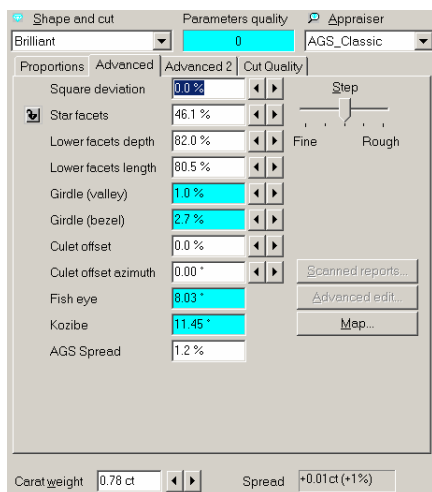 Shape and cut Parameters quality Appraiser
Brilliant 0 AGS_Classic
Proportions Advanced Advanced 2 Cut Quality
Square deviation 0.0 % Step
Star facets 46.1 %
Lower facets depth 82.0 % Fine Rough
Lower facets length 80.5 %
Girdle (valley) 1.0 %
Girdle (bezel) 2.7 %
Culet offset 0.0 %
Culet offset azimuth 0.00 ° Scanned reports...
Fish eye 8.03 ° Advanced edit...
Kozibe 11.45 ° Map...
AGS Spread 1.2 %
Carat weight 0.78 ct Spread +0.01ct (+1%)